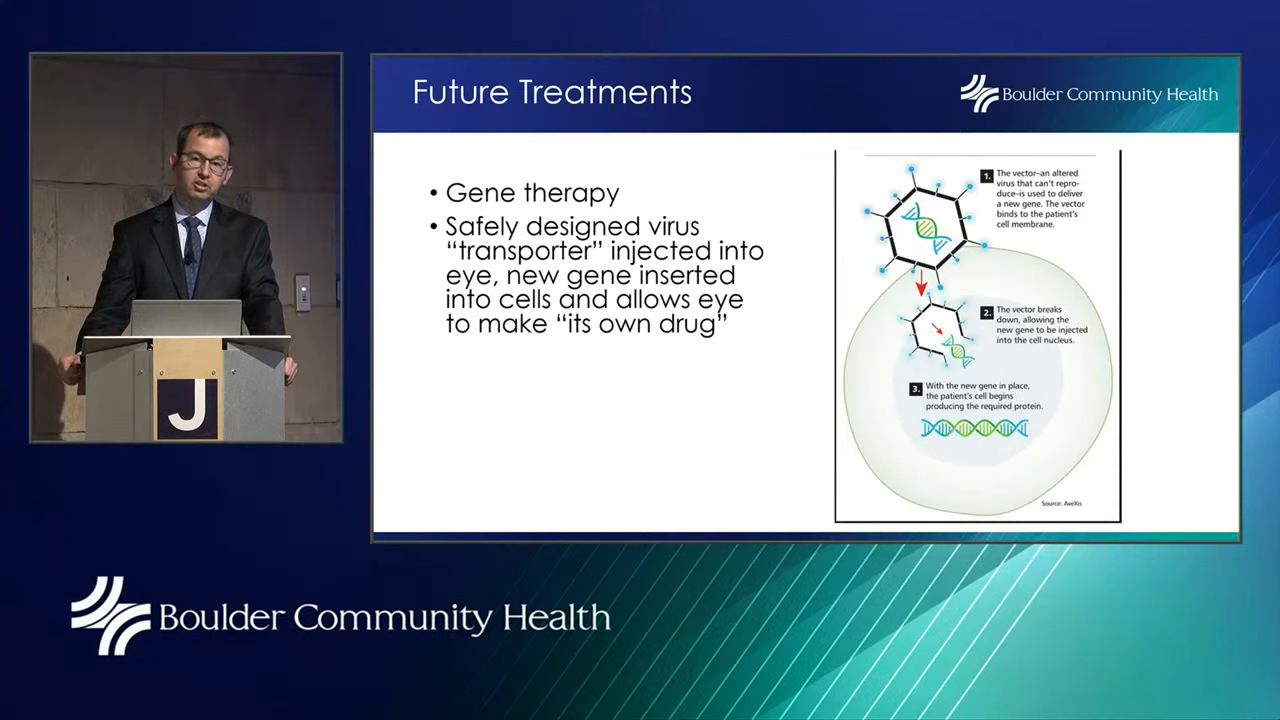 Future Treatments
Boulder Community Health
• Gene therapy
• Safely designed virus
“transporter” injected into
eye, new gene inserted
into cells and allows eye
to make “its own drug”
1. The vector–an altered
virus that can’t repro-
duce–is used to deliver
a new gene. The vector
binds to the patient’s
cell membrane.
2. The vector breaks
down, allowing the
new gene to be injected
into the cell nucleus.
3. With the new gene in place,
the patient’s cell begins
producing the required protein.
Source: AveXis
J
Boulder Community Health